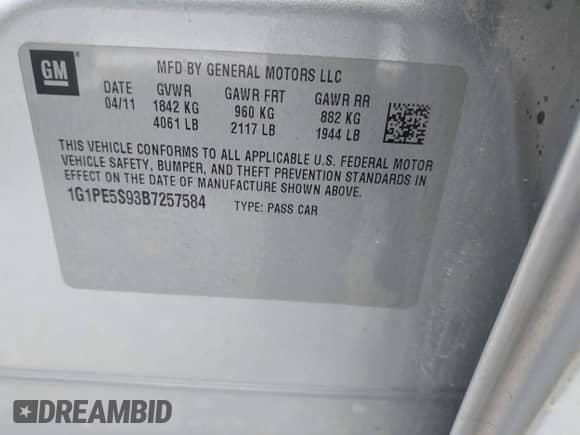 GM
®
MFD BY GENERAL MOTORS LLC
DATE GVWR GAWR FRT GAWR RR
04/11 1842 KG 960 KG 882 KG
4061 LB 2117 LB 1944 LB
THIS VEHICLE CONFORMS TO ALL APPLICABLE U.S. FEDERAL MOTOR
VEHICLE SAFETY, BUMPER, AND THEFT PREVENTION STANDARDS IN
EFFECT ON THE DATE OF MANUFACTURE SHOWN ABOVE.
1G1PE5S93B7257584 TYPE: PASS CAR
DREAMBID